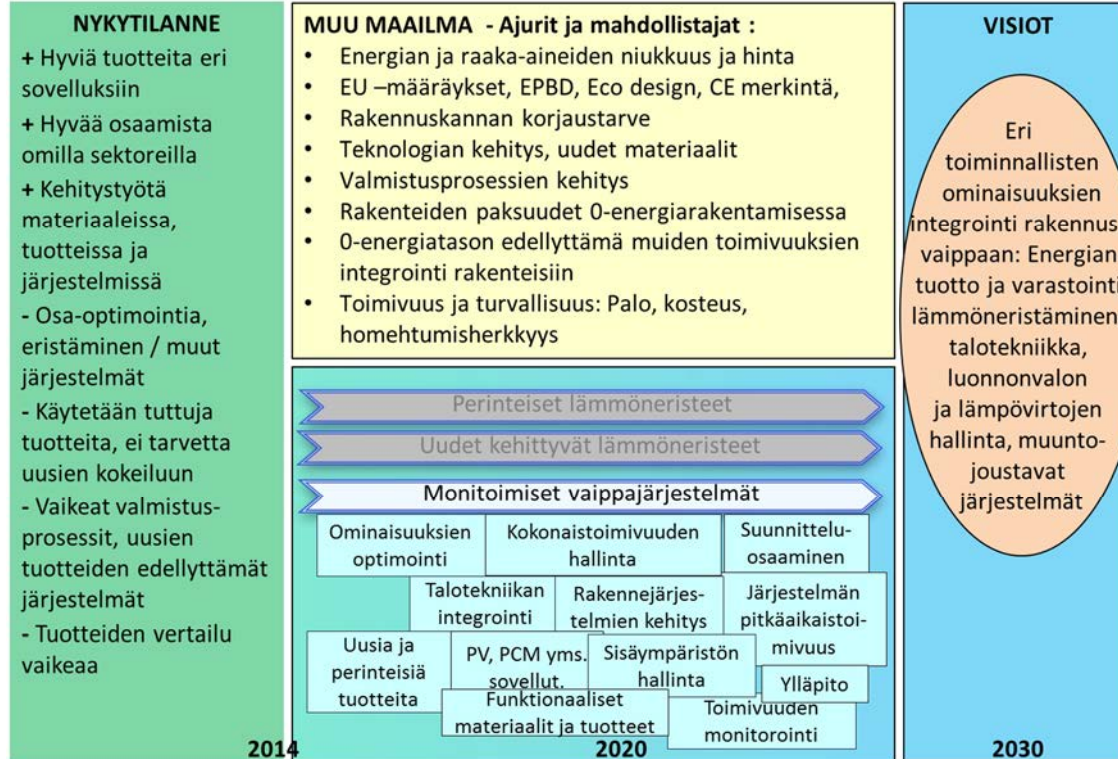 NYKYTILANNE
+ Hyviä tuotteita eri
sovelluksiin
+ Hyvää osaamista
omilla sektoreilla
+ Kehitystyötä
materiaaleissa,
tuotteissa ja
järjestelmissä
- Osa-optimointia,
eristäminen / muut
järjestelmät
- Käytetään tuttuja
tuotteita, ei tarvetta
uusien kokeiluun
- Vaikeat valmistus-
prosessit, uusien
tuotteiden edellyttämät
järjestelmät
- Tuotteiden vertailu
vaikeaa
MUU MAAILMA - Ajurit ja mahdollistajat :
• Energian ja raaka-aineiden niukkuus ja hinta
• EU –määräykset, EPBD, Eco design, CE merkintä,
• Rakennuskannan korjaustarve
• Teknologian kehitys, uudet materiaalit
• Valmistusprosessien kehitys
• Rakenteiden paksuudet 0-energiarakentamisessa
• 0-energiatason edellyttämä muiden toimivuuksien
integrointi rakenteisiin
• Toimivuus ja turvallisuus: Palo, kosteus,
homehtumisherkkyys
Perinteiset lämmöneristeet
Uudet kehittyvät lämmöneristeet
Monitoimiset vaippajärjestelmät
Ominaisuuksien
optimointi
Kokonaistoimivuuden
hallinta
Suunnittelu-
osaaminen
Talotekniikan
integrointi
Rakennejärjes-
telmien kehitys
Järjestelmän
pitkäaikaistoi-
mivuus
Uusia ja
perinteisiä
tuotteita
PV, PCM yms.
sovellut.
Sisäympäristön
hallinta
Ylläpito
Funktionaaliset
materiaalit ja tuotteet
Toimivuuden
monitorointi
VISIOT
Eri
toiminnallisten
ominaisuuksien
integrointi rakennus
vaippaan: Energian
tuotto ja varastointi
lämmöneristäminen
talotekniikka,
luonnonvalon
ja lämpövirtojen
hallinta, muunto-
joustavat
järjestelmät
2014
2020
2030